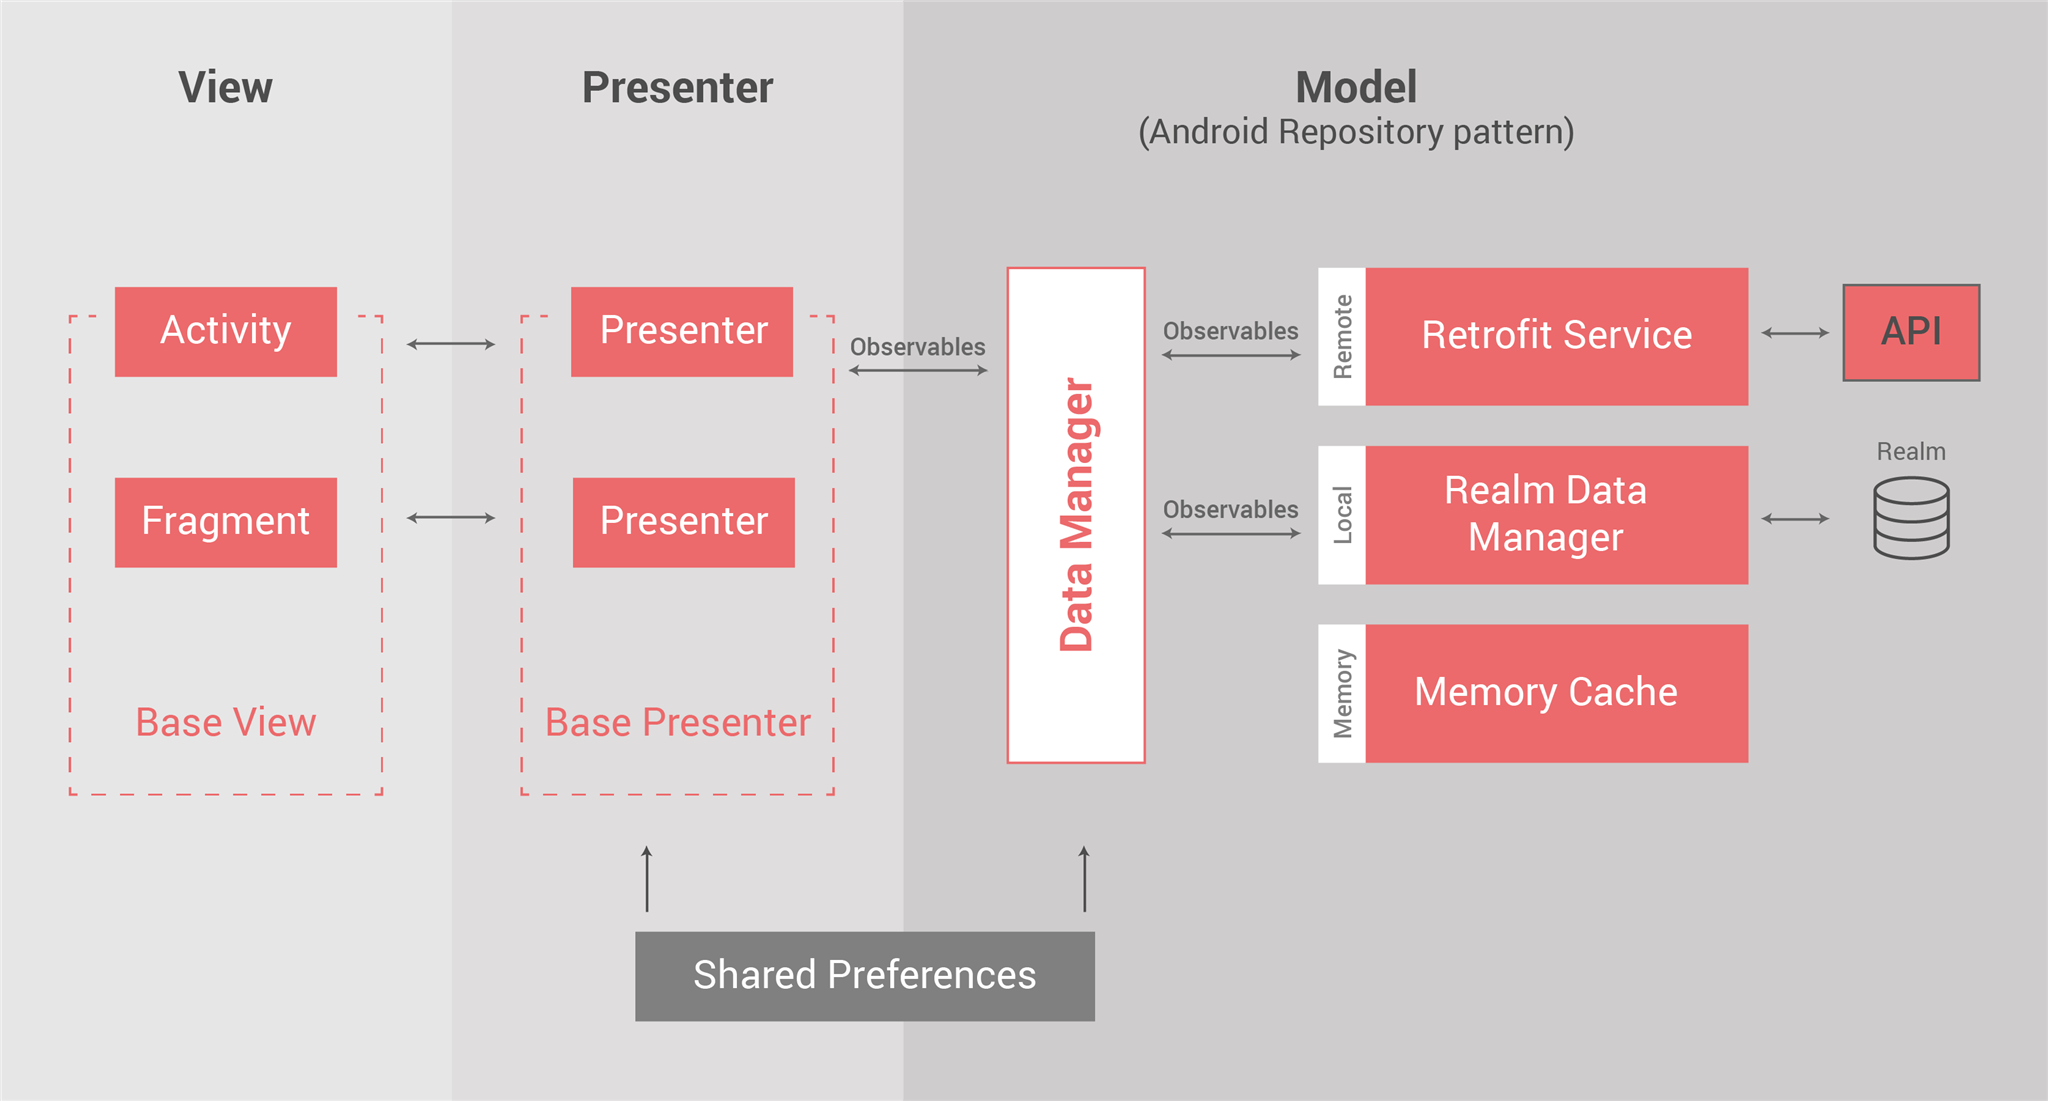 View
Presenter
Model
(Android Repository pattern)
Activity
Fragment
Base View
Presenter
Presenter
Base Presenter
Observables
Data Manager
Observables
Observables
Remote
Retrofit Service
API
Local
Realm Data
Manager
Realm
Memory
Memory Cache
Shared Preferences